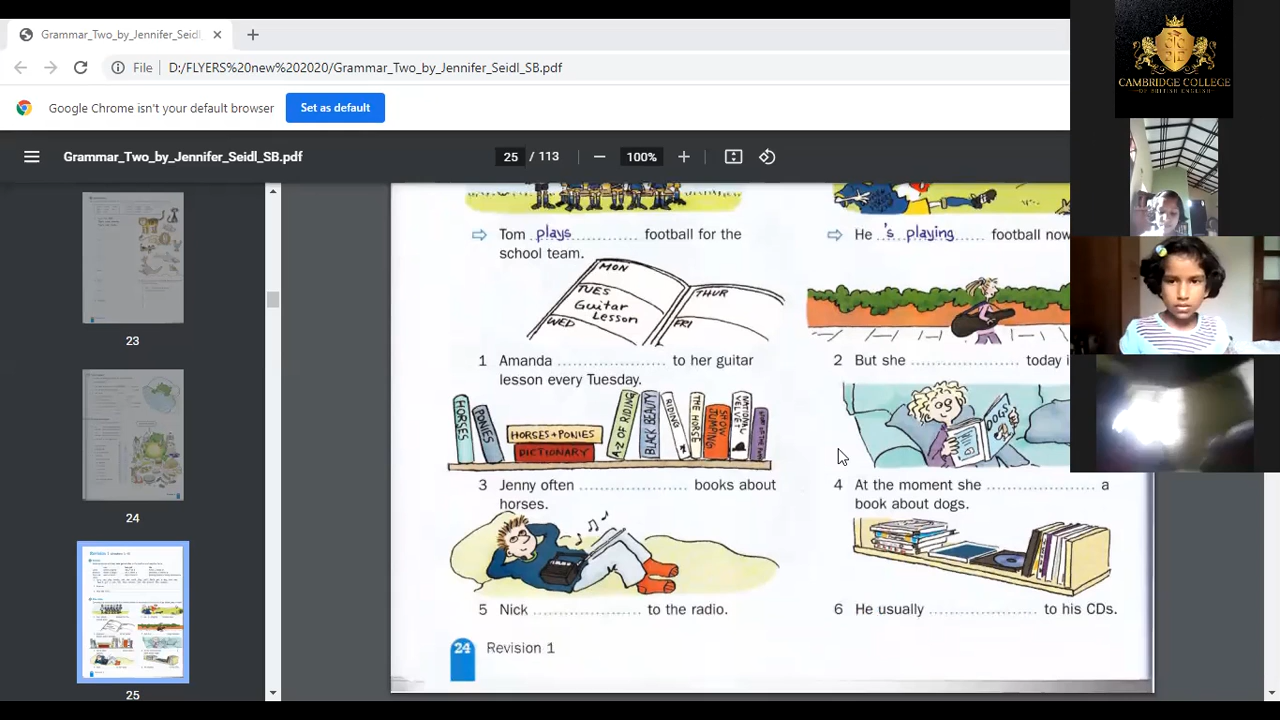 Grammar_Two_by_Jennifer_Seidl
File D:/FLYERS%20new%202020/Grammar_Two_by_Jennifer_Seidl_SB.pdf
Google Chrome isn't your default browser Set as default
Grammar_Two_by_Jennifer_Seidl_SB.pdf 25 / 113 100%
CAMBRIDGE COLLEGE
OF BRITISH ENGLISH
23
24
25
Tom plays football for the
school team.
He 's playing football now
MON
TUES
Guitar
Lesson
WED
THUR
FRI
1 Amanda .......................... to her guitar
lesson every Tuesday.
2 But she .......................... today i
HORSES
PONIES
HORSES+PONIES
DICTIONARY
A-Z OF RIDING
BLACK BEAUTY
RIDING
THE HORSE
SHOW JUMPING
NATIONAL VELVET
DOGS
3 Jenny often .......................... books about
horses.
4 At the moment she .......................... a
book about dogs.
5 Nick .......................... to the radio.
6 He usually .......................... to his CDs.
24 Revision 1